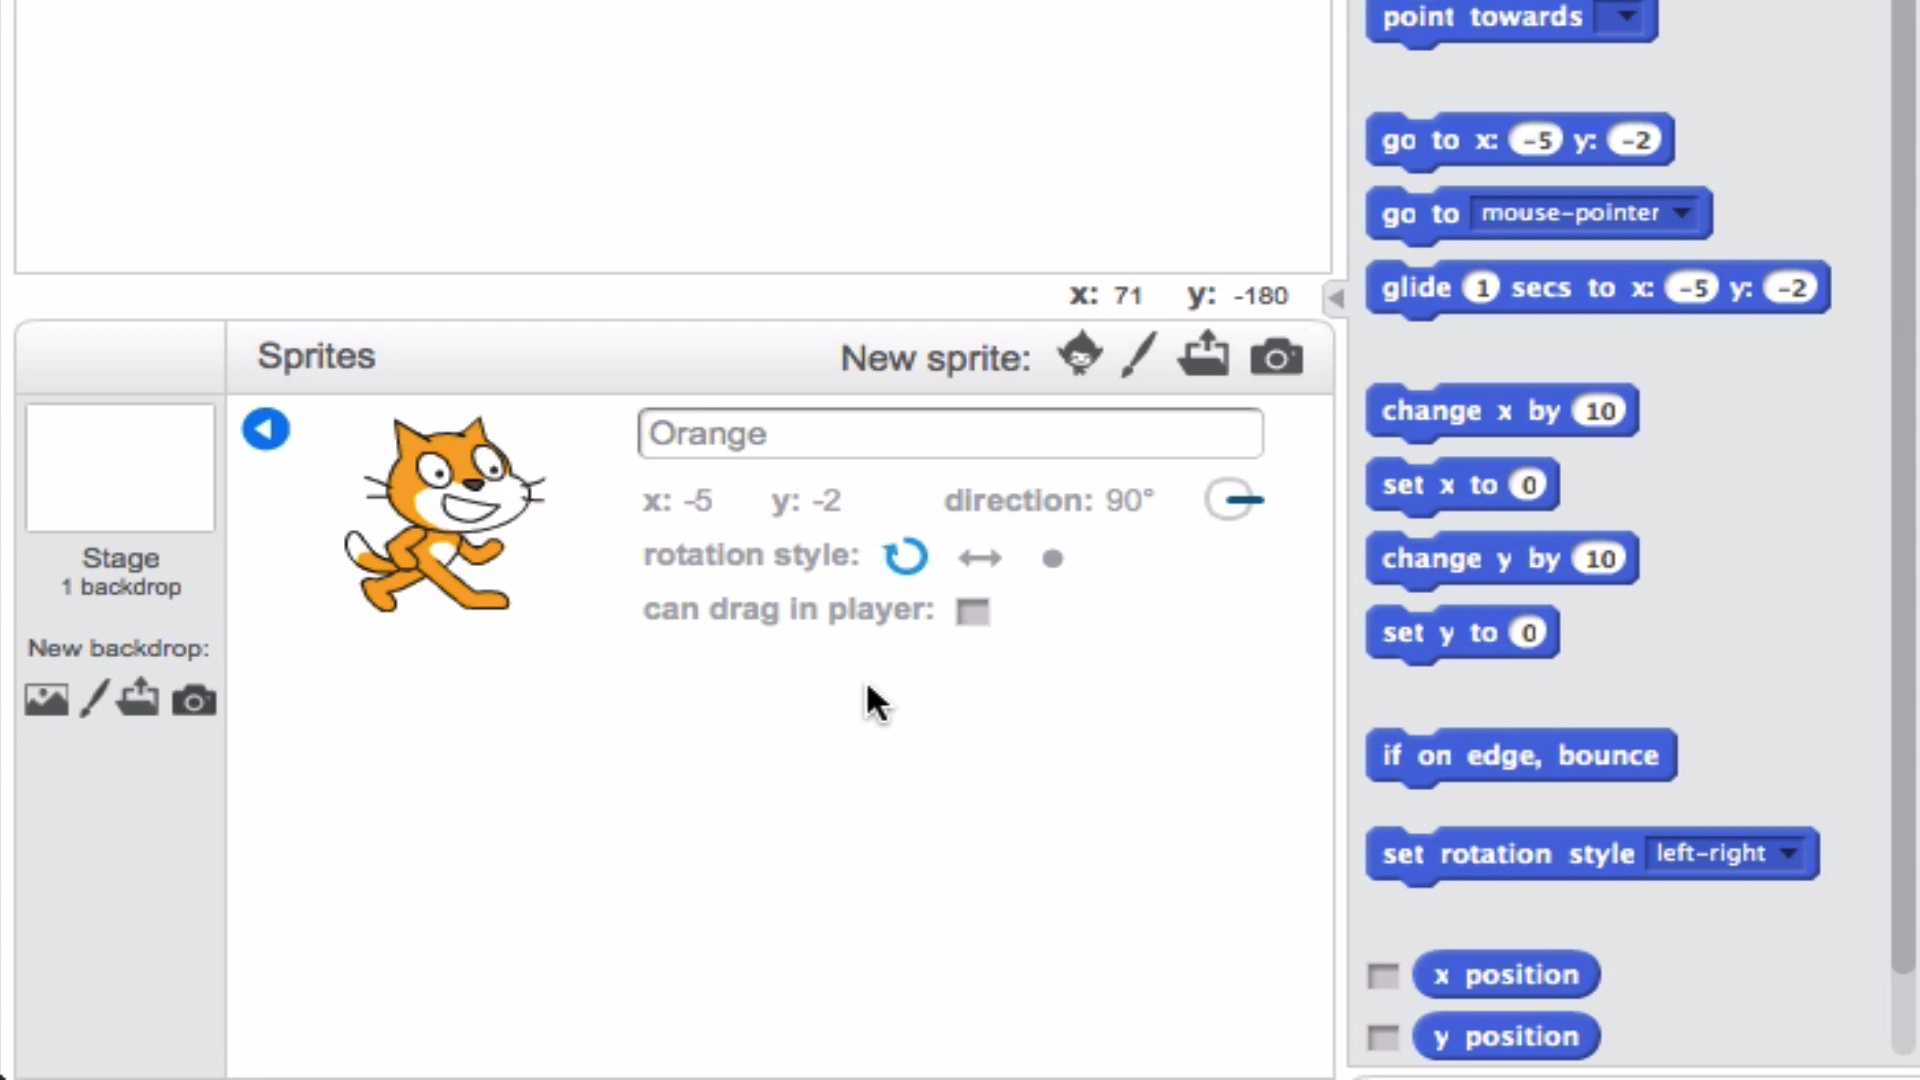 x: 71 y: -180
Sprites New sprite:
Stage
1 backdrop
New backdrop:
Orange
x: -5 y: -2 direction: 90°
rotation style:
can drag in player:
point towards
go to x: -5 y: -2
go to mouse-pointer
glide 1 secs to x: -5 y: -2
change x by 10
set x to 0
change y by 10
set y to 0
if on edge, bounce
set rotation style left-right
x position
y position